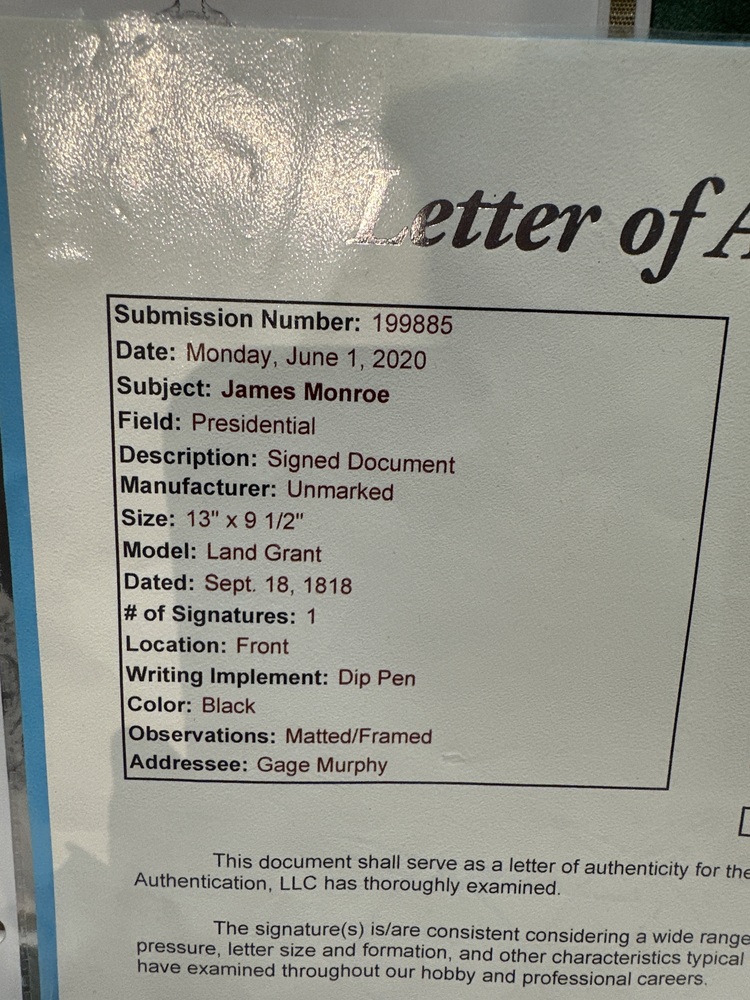 Letter of
Submission Number: 199885
Date: Monday, June 1, 2020
Subject: James Monroe
Field: Presidential
Description: Signed Document
Manufacturer: Unmarked
Size: 13" x 9 1/2"
Model: Land Grant
Dated: Sept. 18, 1818
# of Signatures: 1
Location: Front
Writing Implement: Dip Pen
Color: Black
Observations: Matted/Framed
Addressee: Gage Murphy
This document shall serve as a letter of authenticity for the
Authentication, LLC has thoroughly examined.
The signature(s) is/are consistent considering a wide range
pressure, letter size and formation, and other characteristics typical
have examined throughout our hobby and professional careers.